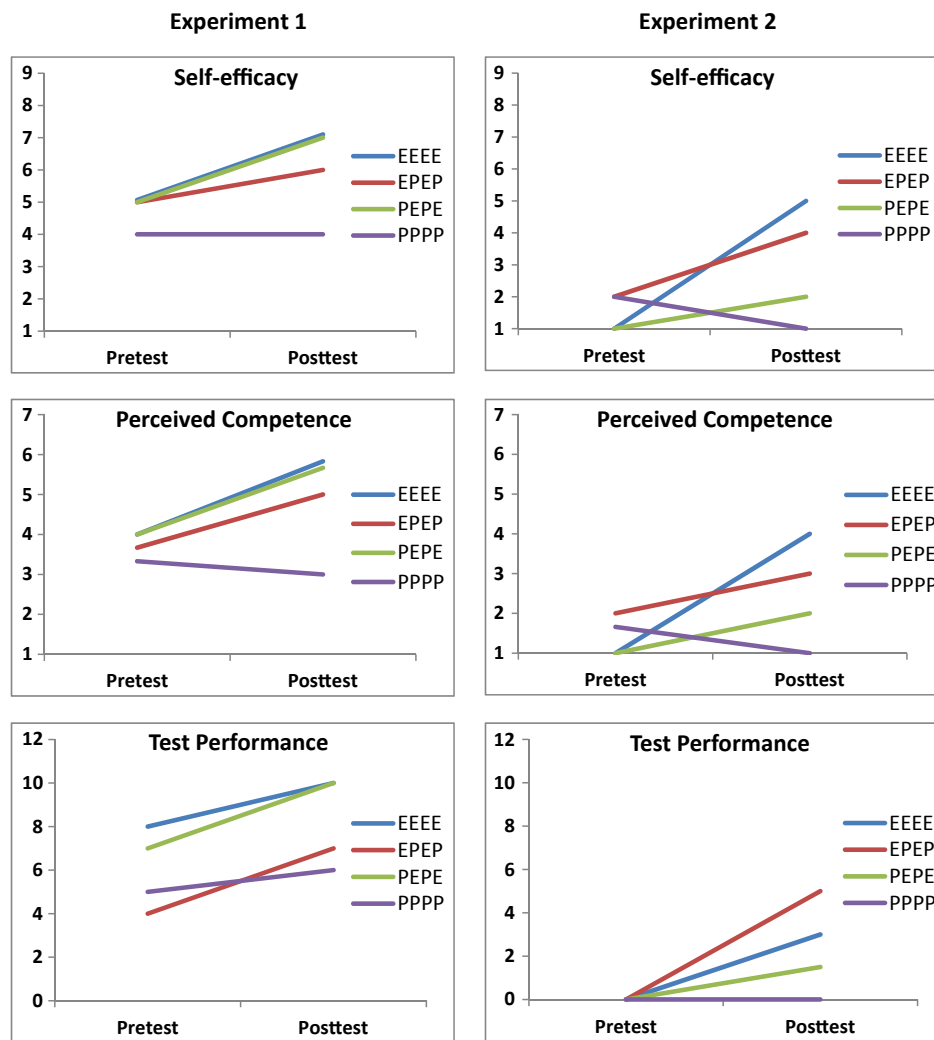 Experiment 1
Experiment 2
Self-efficacy
9
8
7
6
5
4
3
2
1
EEEE
EPEP
PEPE
PPPP
Pretest
Posttest
Self-efficacy
9
8
7
6
5
4
3
2
1
EEEE
EPEP
PEPE
PPPP
Pretest
Posttest
Perceived Competence
7
6
5
4
3
2
1
EEEE
EPEP
PEPE
PPPP
Pretest
Posttest
Perceived Competence
7
6
5
4
3
2
1
EEEE
EPEP
PEPE
PPPP
Pretest
Posttest
Test Performance
12
10
8
6
4
2
0
EEEE
EPEP
PEPE
PPPP
Pretest
Posttest
Test Performance
12
10
8
6
4
2
0
EEEE
EPEP
PEPE
PPPP
Pretest
Posttest